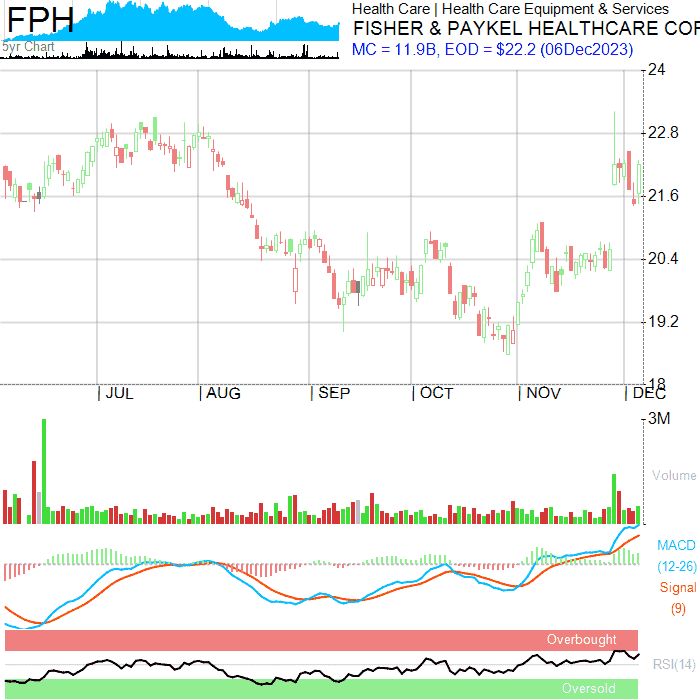 FPH
5yr Chart
Health Care | Health Care Equipment & Services
FISHER & PAYKEL HEALTHCARE COR
MC = 11.9B, EOD = $22.2 (06Dec2023)
24
22.8
21.6
20.4
19.2
18
| JUL | AUG | SEP | OCT | NOV | DEC
3M
Volume
MACD
(12-26)
Signal
(9)
Overbought
RSI(14)
Oversold